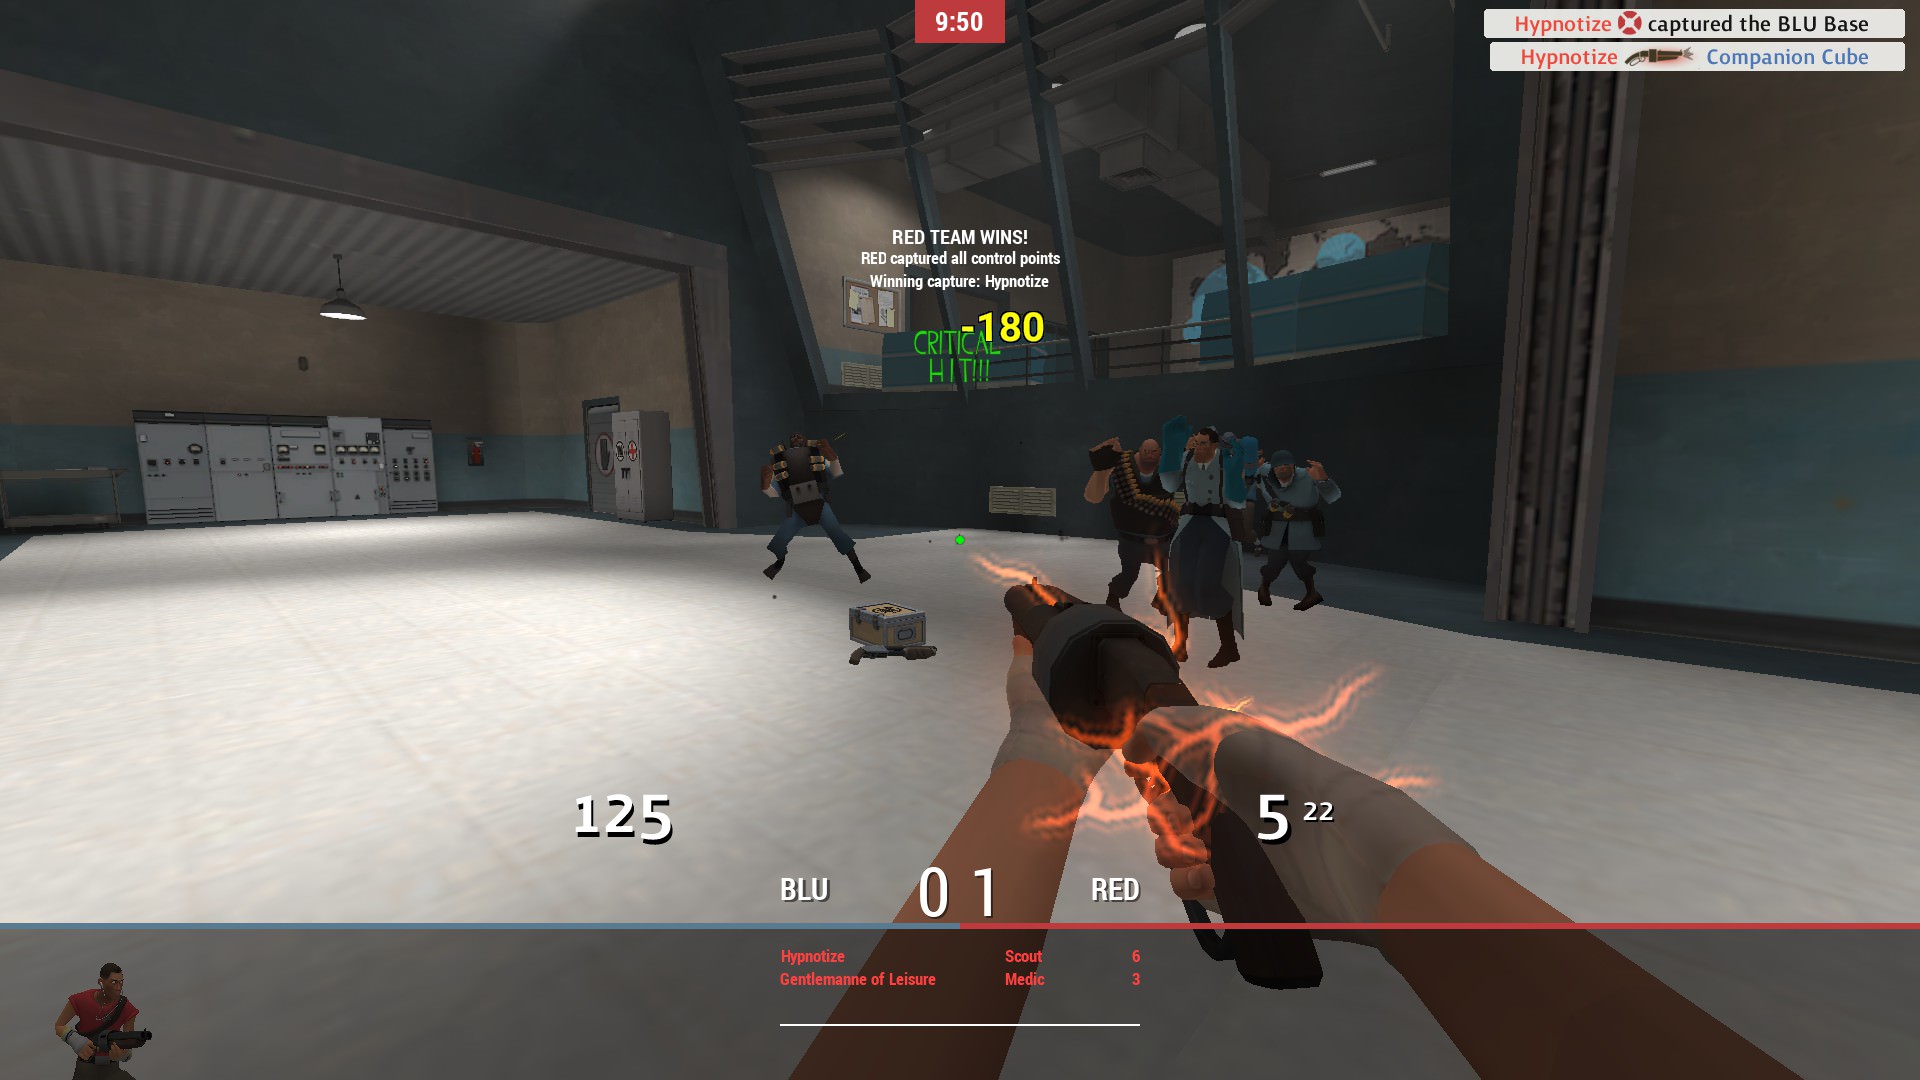 9:50
Hypnotize captured the BLU Base
Hypnotize Companion Cube
RED TEAM WINS!
RED captured all control points
Winning capture: Hypnotize
-180
CRITICAL
HIT!!!
125
5 22
BLU 0 1 RED
Hypnotize Scout 6
Gentlemanne of Leisure Medic 3